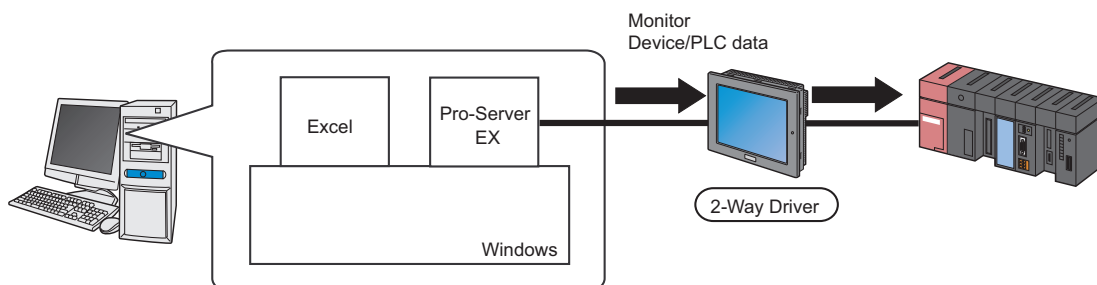 Monitor
Device/PLC data
Excel
Pro-Server
EX
2-Way Driver
Windows